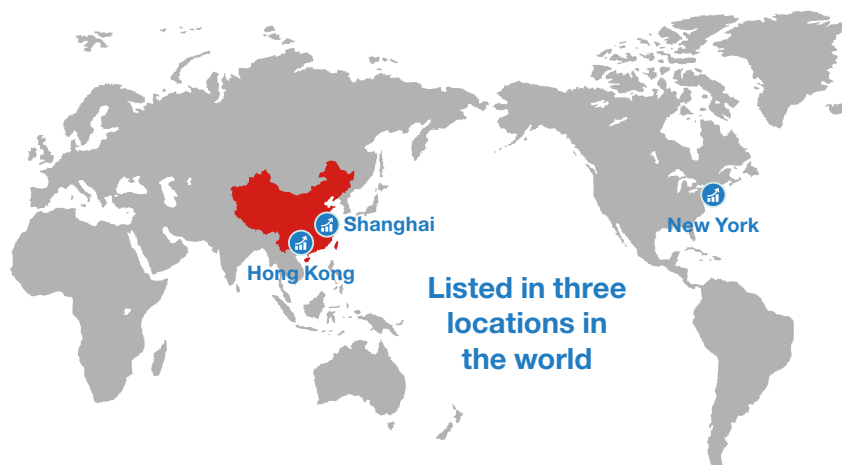 Shanghai
New York
Hong Kong
Listed in three
locations in
the world